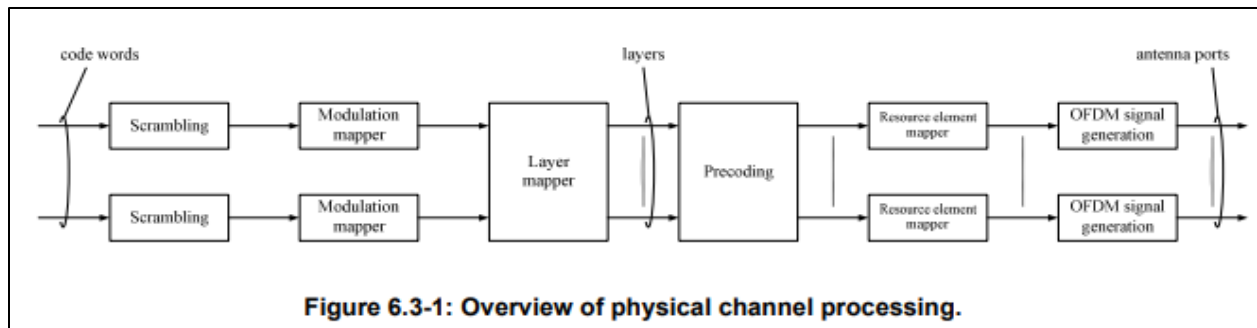 code words
layers
antenna ports
Scrambling
Modulation
mapper
Layer
mapper
Precoding
Resource element
mapper
OFDM signal
generation
Scrambling
Modulation
mapper
Resource element
mapper
OFDM signal
generation
Figure 6.3-1: Overview of physical channel processing.